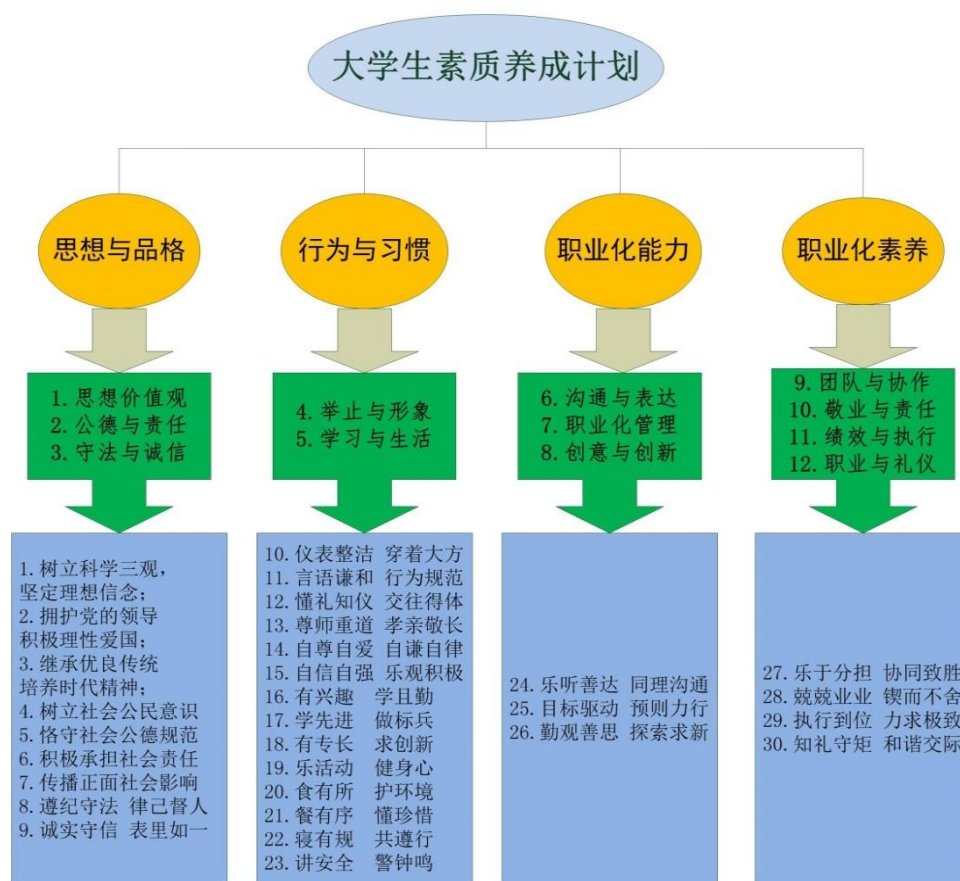 大学生素质养成计划
思想与品格
行为与习惯
职业化能力
职业化素养
1. 思想价值观
2. 公德与责任
3. 守法与诚信
4. 举止与形象
5. 学习与生活
6. 沟通与表达
7. 职业化管理
8. 创意与创新
9. 团队与协作
10. 敬业与责任
11. 绩效与执行
12. 职业与礼仪
1. 树立科学三观，
坚定理想信念；
2. 拥护党的领导
积极理性爱国；
3. 继承优良传统
培养时代精神；
4. 树立社会公民意识
5. 恪守社会公德规范
6. 积极承担社会责任
7. 传播正面社会影响
8. 遵纪守法 律己督人
9. 诚实守信 表里如一
10. 仪表整洁 穿着大方
11. 言语谦和 行为规范
12. 懂礼知仪 交往得体
13. 尊师重道 孝亲敬长
14. 自尊自爱 自谦自律
15. 自信自强 乐观积极
16. 有兴趣 学且勤
17. 学先进 做标兵
18. 有专长 求创新
19. 乐活动 健身心
20. 食有所 护环境
21. 餐有序 懂珍惜
22. 寝有规 共遵行
23. 讲安全 警钟鸣
24. 乐听善达 同理沟通
25. 目标驱动 预则力行
26. 勤观善思 探索求新
27. 乐于分担 协同致胜
28. 兢兢业业 锲而不舍
29. 执行到位 力求极致
30. 知礼守矩 和谐交际